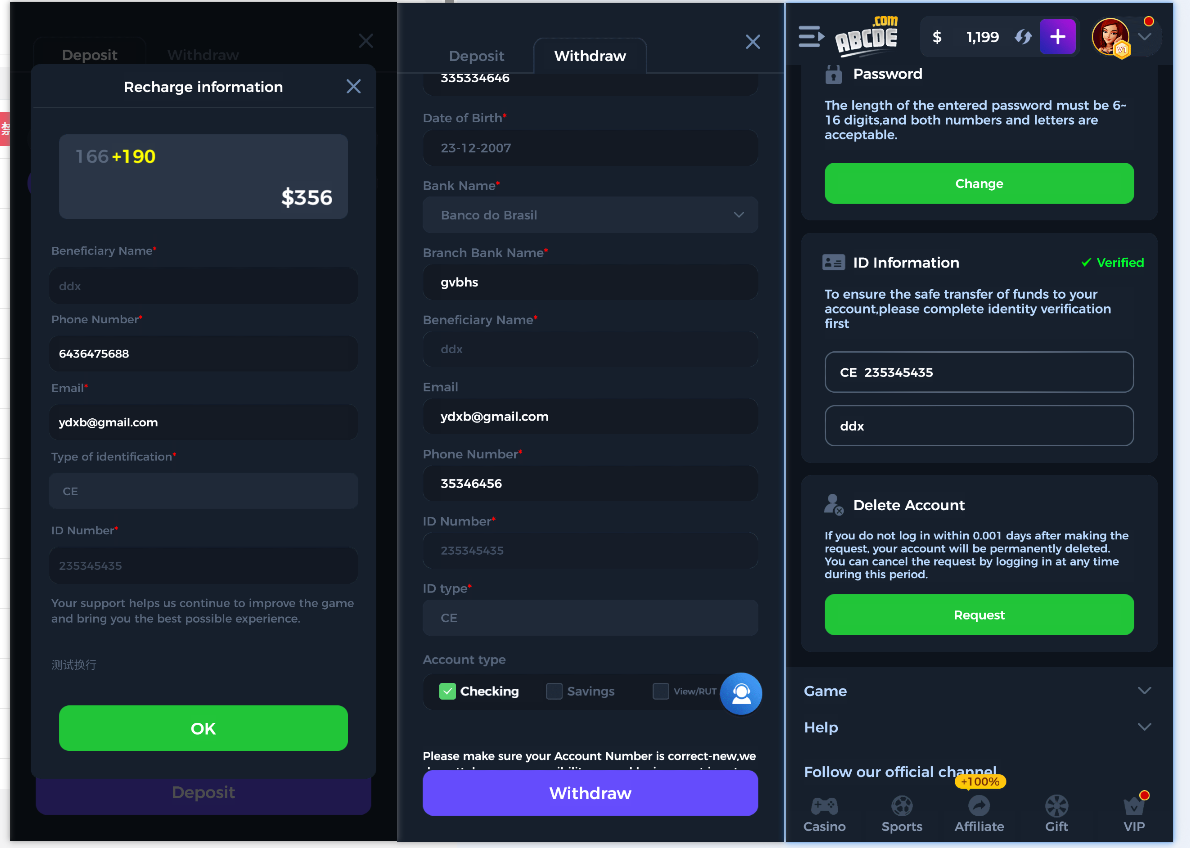 Deposit
Withdraw
Recharge information
166 +190
$356
Beneficiary Name*
ddx
Phone Number*
6436475688
Email*
ydxb@gmail.com
Type of identification*
CE
ID Number*
235345435
Your support helps us continue to improve the game
and bring you the best possible experience.
测试换行
OK
Deposit
禁
Deposit
Withdraw
335334646
Date of Birth*
23-12-2007
Bank Name*
Banco do Brasil
Branch Bank Name*
gvbhs
Beneficiary Name*
ddx
Email
ydxb@gmail.com
Phone Number*
35346456
ID Number*
235345435
ID type*
CE
Account type
Checking
Savings
View/RUT
Please make sure your Account Number is correct-new,we
Withdraw
ABCDE
.com
$ 1,199
+
Password
The length of the entered password must be 6~
16 digits,and both numbers and letters are
acceptable.
Change
ID Information
Verified
To ensure the safe transfer of funds to your
account,please complete identity verification
first
CE 235345435
ddx
Delete Account
If you do not log in within 0.001 days after making the
request, your account will be permanently deleted.
You can cancel the request by logging in at any time
during this period.
Request
Game
Help
Follow our official channel
+100%
Casino
Sports
Affiliate
Gift
VIP